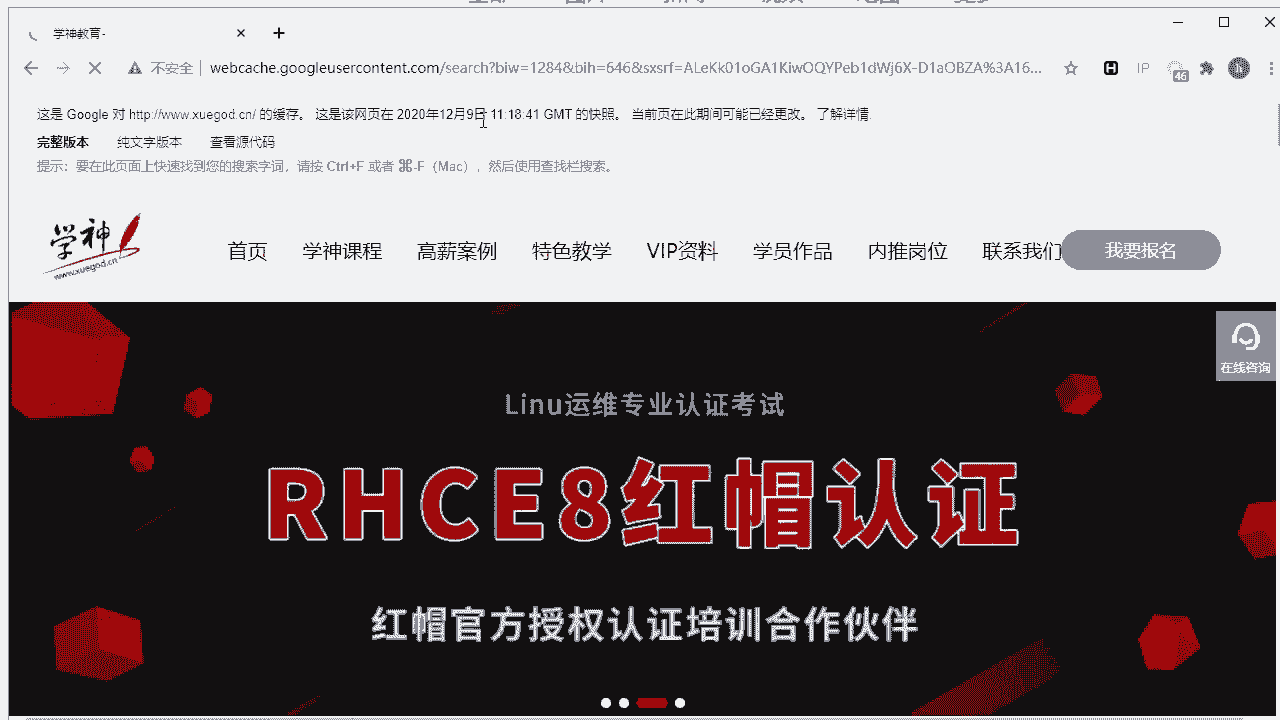 学神教育-
不安全 webcache.googleusercontent.com/search?biw=1284&bih=646&sxsrf=ALeKk01oGA1KiwOQYPeb1dWj6X-D1aOBZA%3A16...
IP
46
这是 Google 对 http://www.xuegod.cn/ 的缓存。 这是该网页在 2020年12月9日 11:18:41 GMT 的快照。 当前页在此期间可能已经更改。 了解详情.
完整版本 纯文字版本 查看源代码
提示：要在此页面上快速找到您的搜索字词，请按 Ctrl+F 或者 ⌘-F（Mac），然后使用查找栏搜索。
学神
www.xuegod.cn
首页 学神课程 高薪案例 特色教学 VIP资料 学员作品 内推岗位 联系我们 我要报名
在线咨询
Linu运维专业认证考试
RHCE8红帽认证
红帽官方授权认证培训合作伙伴